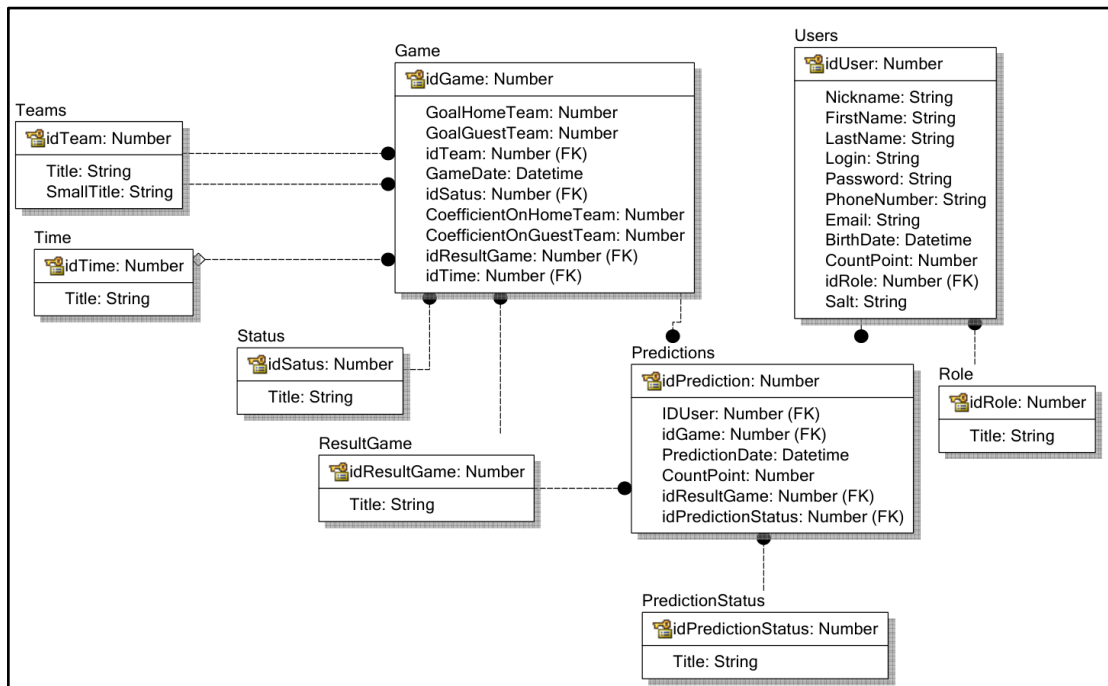 Game
idGame: Number
GoalHomeTeam: Number
GoalGuestTeam: Number
idTeam: Number (FK)
GameDate: Datetime
idSatus: Number (FK)
CoefficientOnHomeTeam: Number
CoefficientOnGuestTeam: Number
idResultGame: Number (FK)
idTime: Number (FK)
Users
idUser: Number
Nickname: String
FirstName: String
LastName: String
Login: String
Password: String
PhoneNumber: String
Email: String
BirthDate: Datetime
CountPoint: Number
idRole: Number (FK)
Salt: String
Teams
idTeam: Number
Title: String
SmallTitle: String
Time
idTime: Number
Title: String
Status
idSatus: Number
Title: String
Predictions
idPrediction: Number
IDUser: Number (FK)
idGame: Number (FK)
PredictionDate: Datetime
CountPoint: Number
idResultGame: Number (FK)
idPredictionStatus: Number (FK)
Role
idRole: Number
Title: String
ResultGame
idResultGame: Number
Title: String
PredictionStatus
idPredictionStatus: Number
Title: String